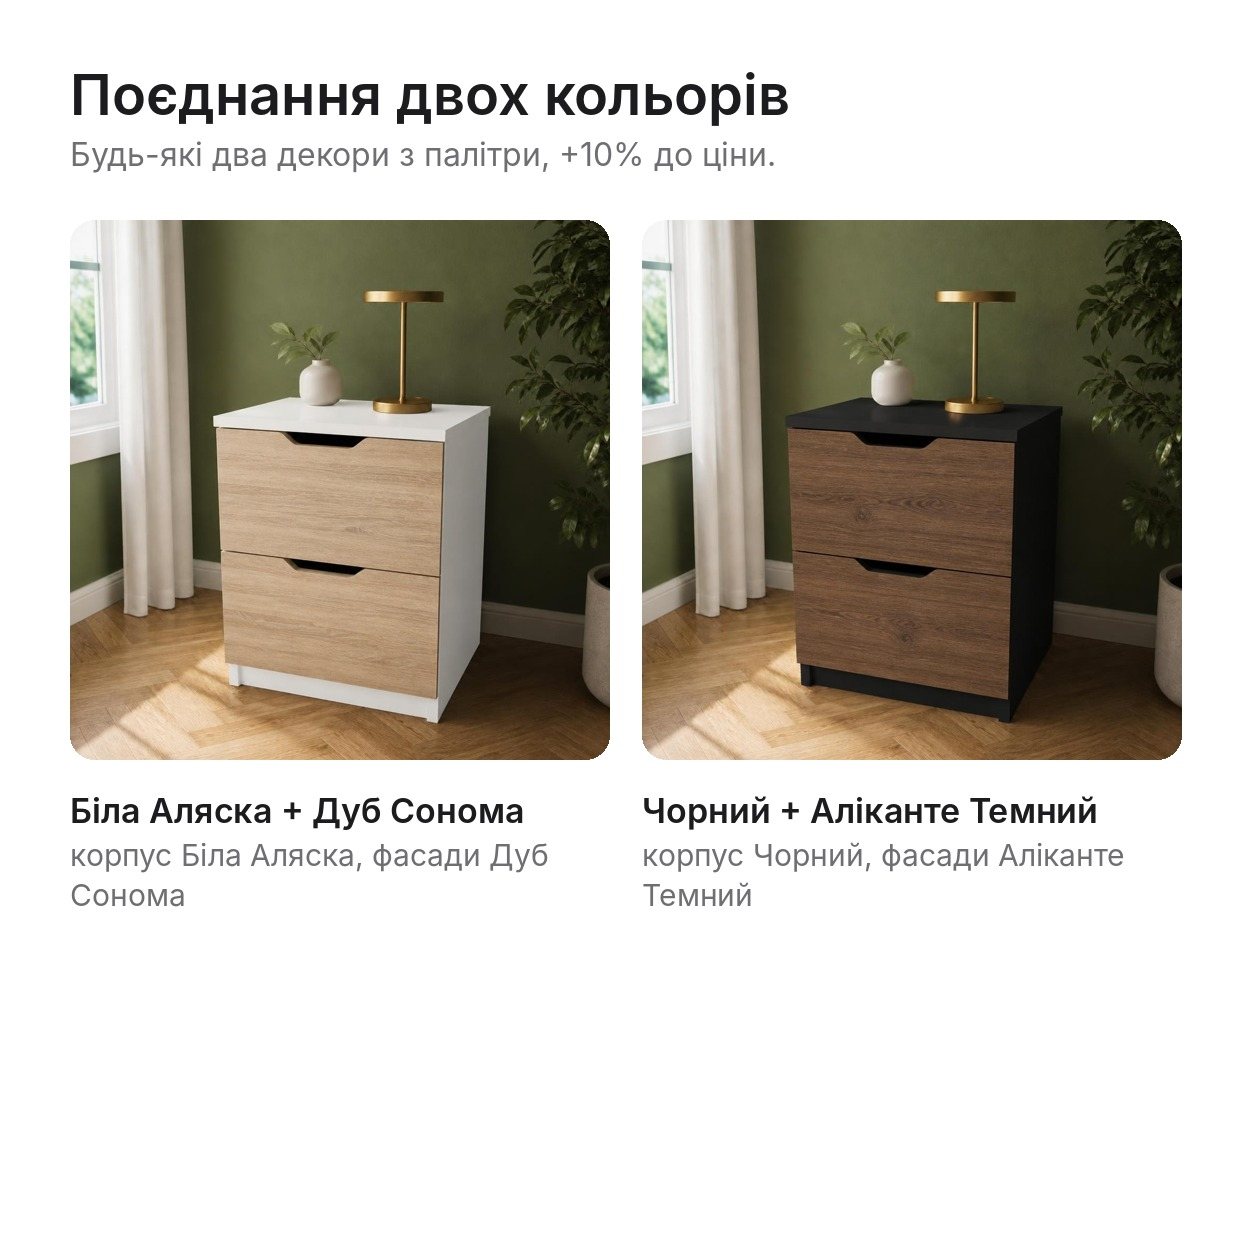 Поєднання двох кольорів
Будь-які два декори з палітри, +10% до ціни.
Біла Аляска + Дуб Сонома
корпус Біла Аляска, фасади Дуб
Сонома
Чорний + Аліканте Темний
корпус Чорний, фасади Аліканте
Темний